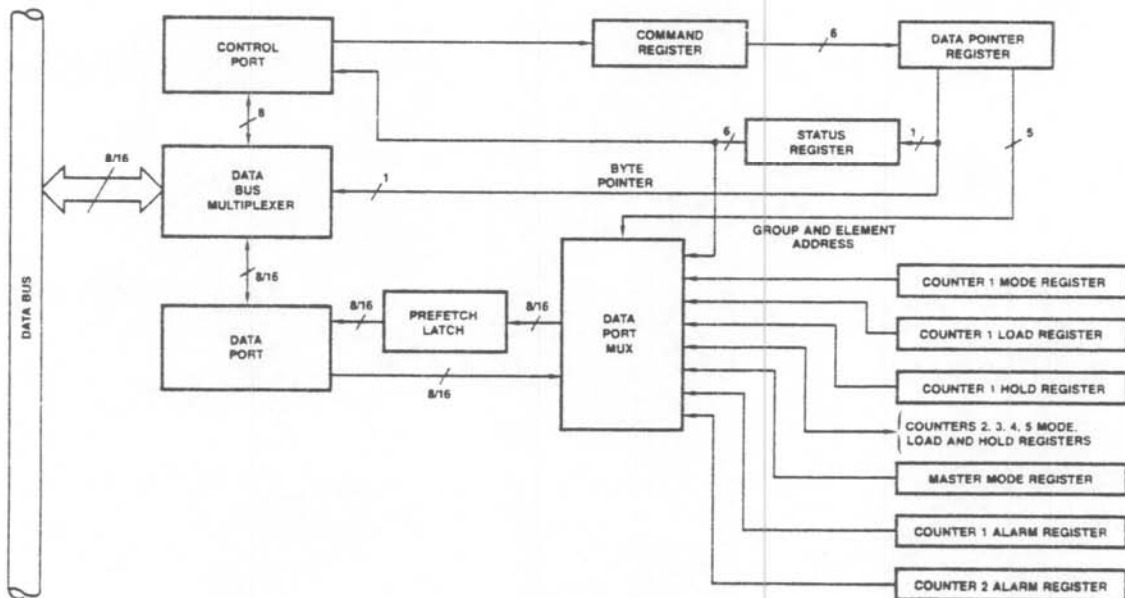 CONTROL
PORT
COMMAND
REGISTER
6
DATA POINTER
REGISTER
8
6
STATUS
REGISTER
1
5
8/16
DATA
BUS
MULTIPLEXER
1
BYTE
POINTER
GROUP AND ELEMENT
ADDRESS
8/16
DATA BUS
DATA
PORT
8/16
PREFETCH
LATCH
8/16
8/16
DATA
PORT
MUX
COUNTER 1 MODE REGISTER
COUNTER 1 LOAD REGISTER
COUNTER 1 HOLD REGISTER
COUNTERS 2, 3, 4, 5 MODE,
LOAD AND HOLD REGISTERS
MASTER MODE REGISTER
COUNTER 1 ALARM REGISTER
COUNTER 2 ALARM REGISTER